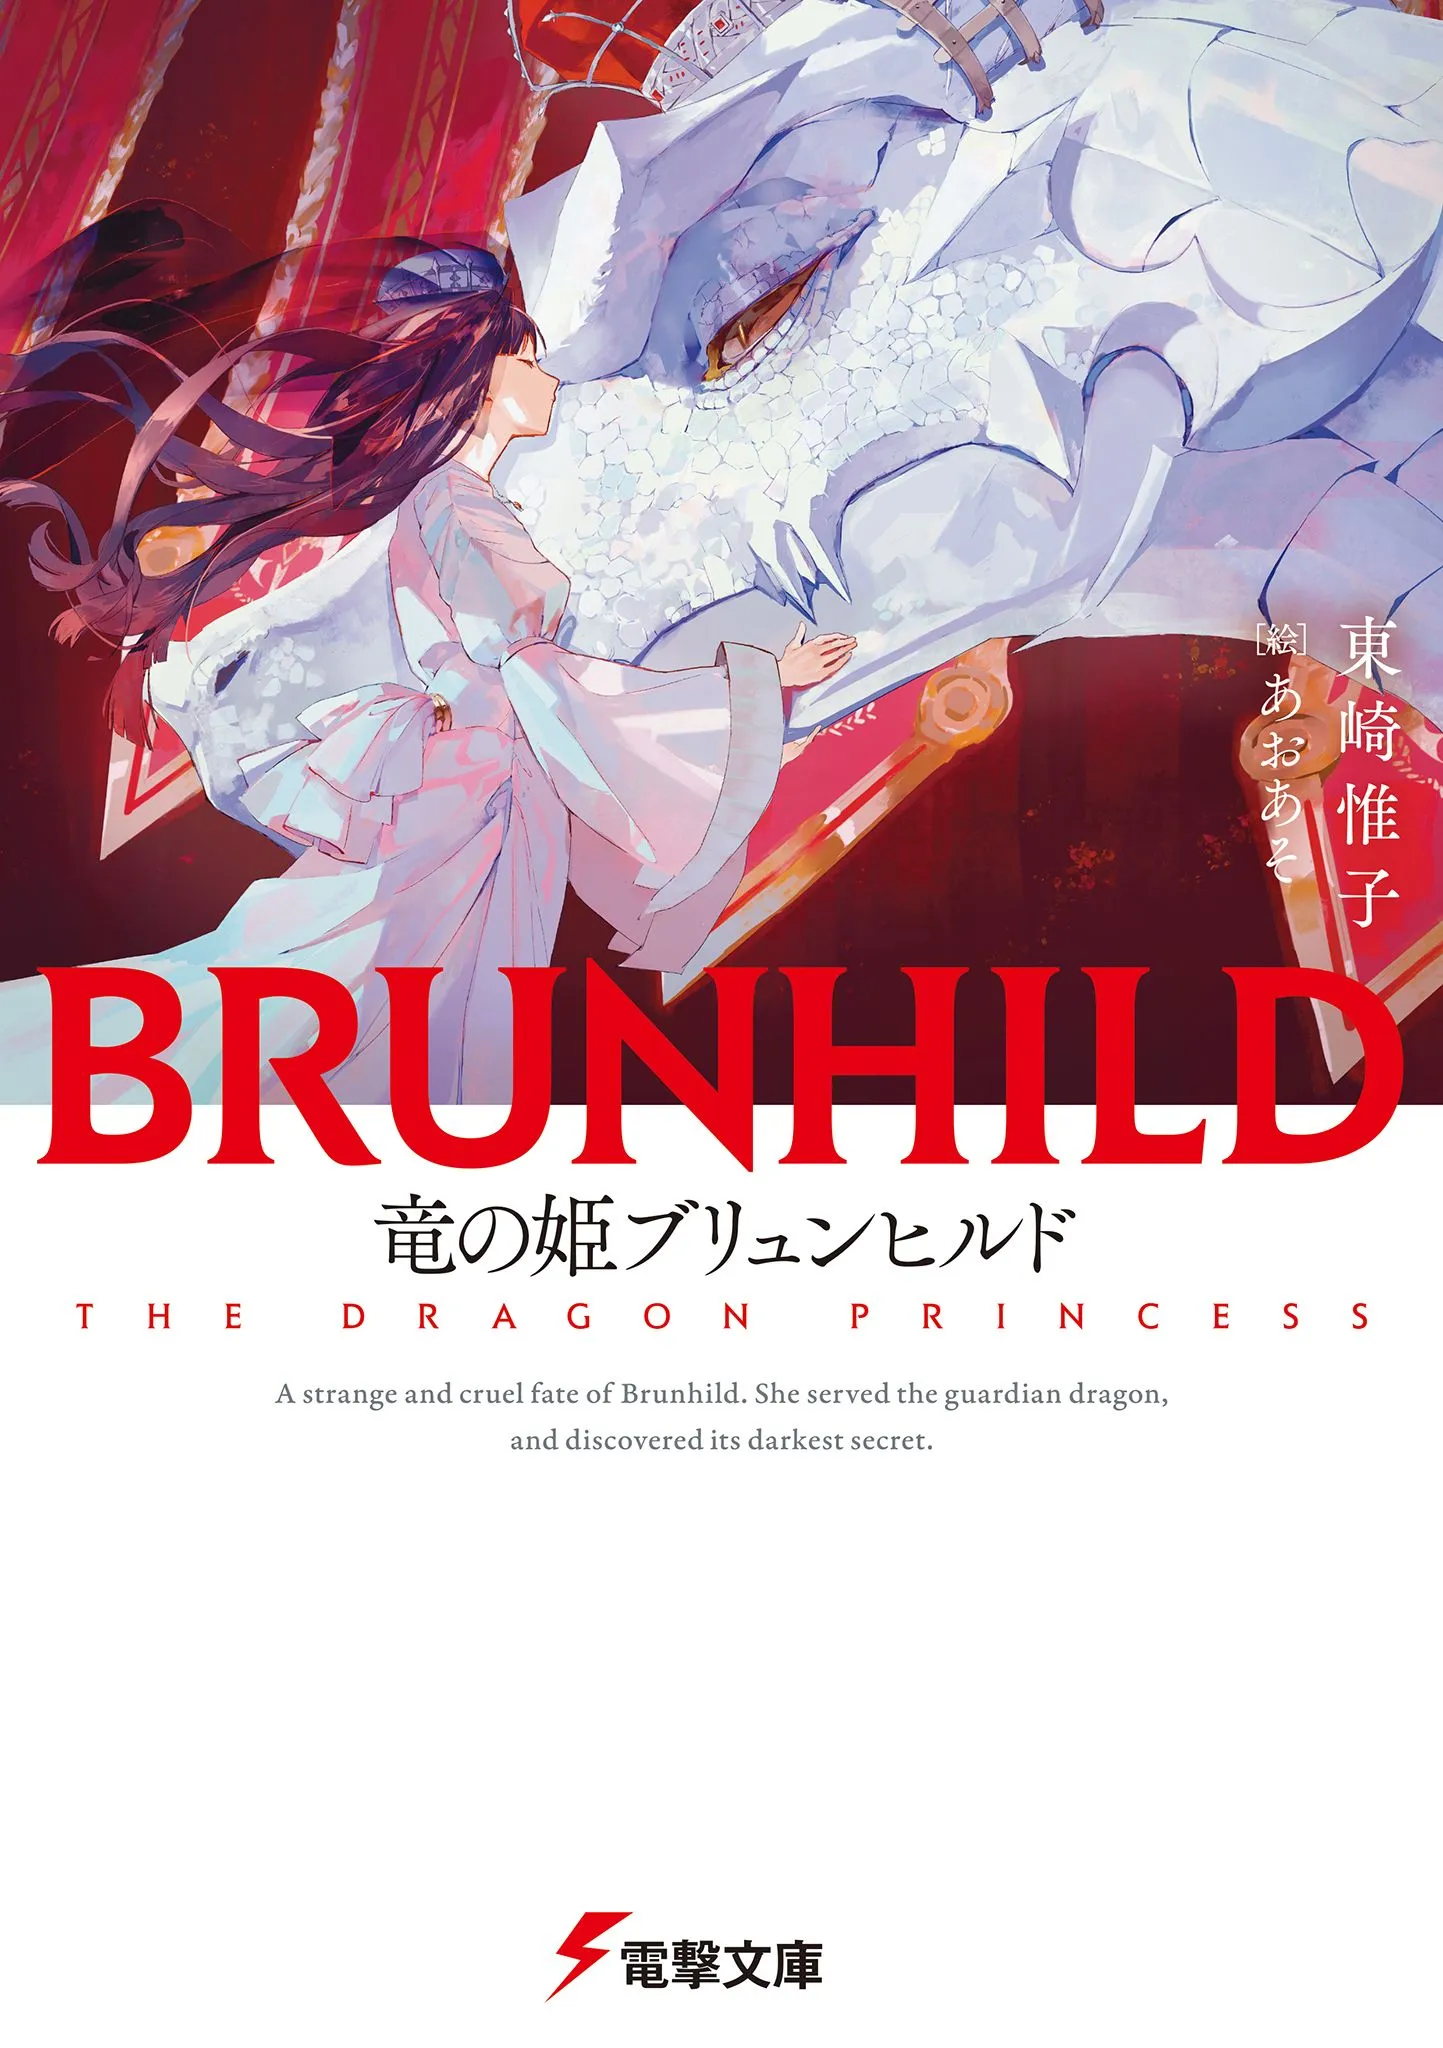 東崎惟子
[絵]あおあそ
BRUNHILD
竜の姫ブリュンヒルド
THE DRAGON PRINCESS
A strange and cruel fate of Brunhild. She served the guardian dragon,
and discovered its darkest secret.
電撃文庫